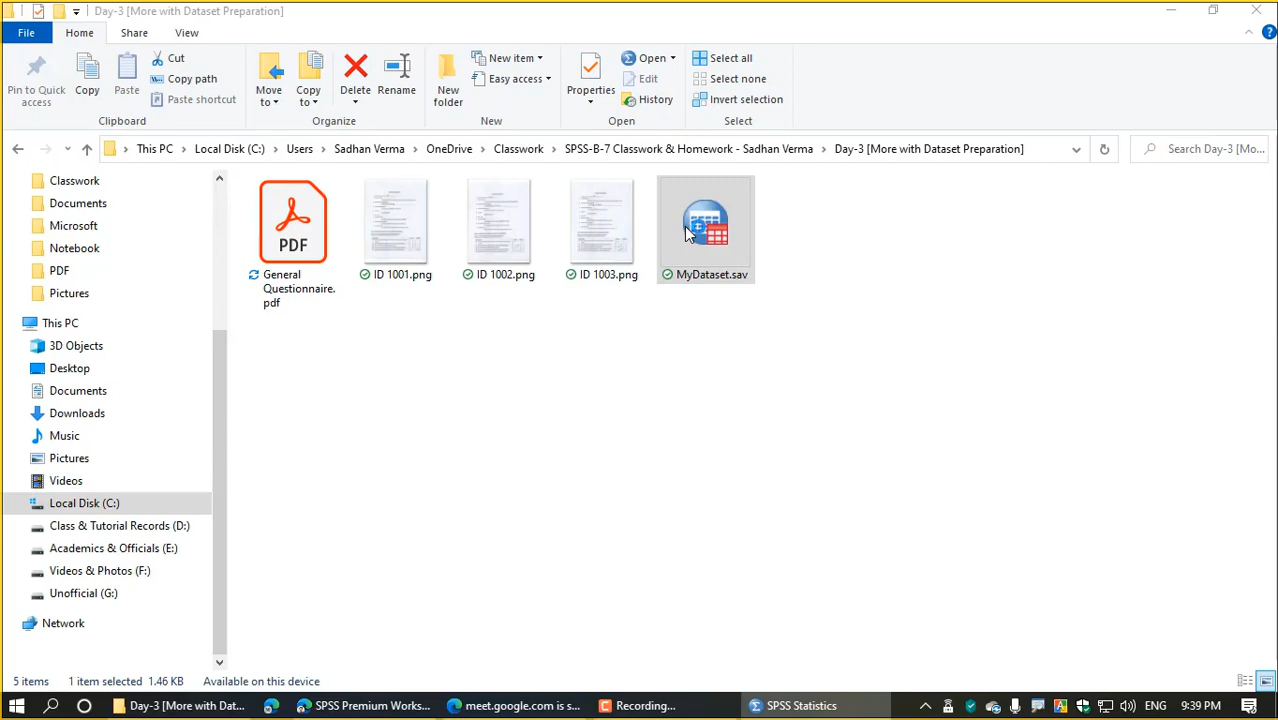 Day-3 [More with Dataset Preparation]
File Home Share View
Pin to Quick access
Copy
Paste
Cut
Copy path
Paste shortcut
Clipboard
Move to
Copy to
Delete
Rename
Organize
New folder
New item
Easy access
New
Properties
Open
Edit
History
Open
Select all
Select none
Invert selection
Select
This PC Local Disk (C:) Users Sadhan Verma OneDrive Classwork SPSS-B-7 Classwork & Homework - Sadhan Verma Day-3 [More with Dataset Preparation]
Search Day-3 [Mo...
Classwork
Documents
Microsoft
Notebook
PDF
Pictures
This PC
3D Objects
Desktop
Documents
Downloads
Music
Pictures
Videos
Local Disk (C:)
Class & Tutorial Records (D:)
Academics & Officials (E:)
Videos & Photos (F:)
Unofficial (G:)
Network
PDF
General Questionnaire.pdf
ID 1001.png
ID 1002.png
ID 1003.png
MyDataset.sav
5 items 1 item selected 1.46 KB Available on this device
Day-3 [More with Dat... SPSS Premium Works... meet.google.com is s... Recording... SPSS Statistics ENG 9:39 PM